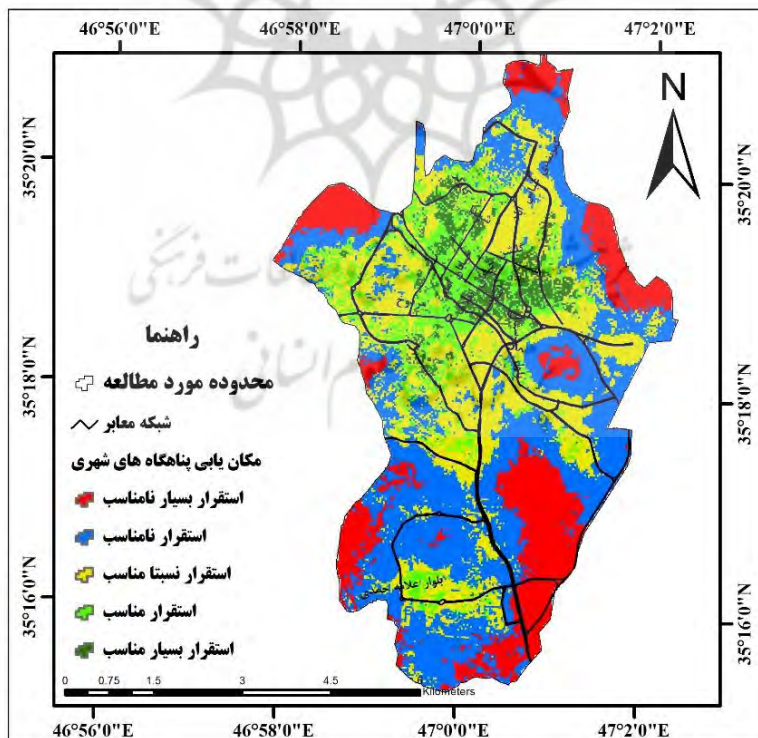 46°56'0"E 46°58'0"E 47°0'0"E 47°2'0"E
N
35°20'0"N
35°20'0"N
35°18'0"N
35°18'0"N
35°16'0"N
35°16'0"N
راهنما
محدوده مورد مطالعه
شبکه معابر
مکان یابی پناهگاه های شهری
استقرار بسیار نامناسب
استقرار نامناسب
استقرار نسبتا مناسب
استقرار مناسب
استقرار بسیار مناسب
0 0.75 1.5 3 4.5
Kilometers
46°56'0"E 46°58'0"E 47°0'0"E 47°2'0"E